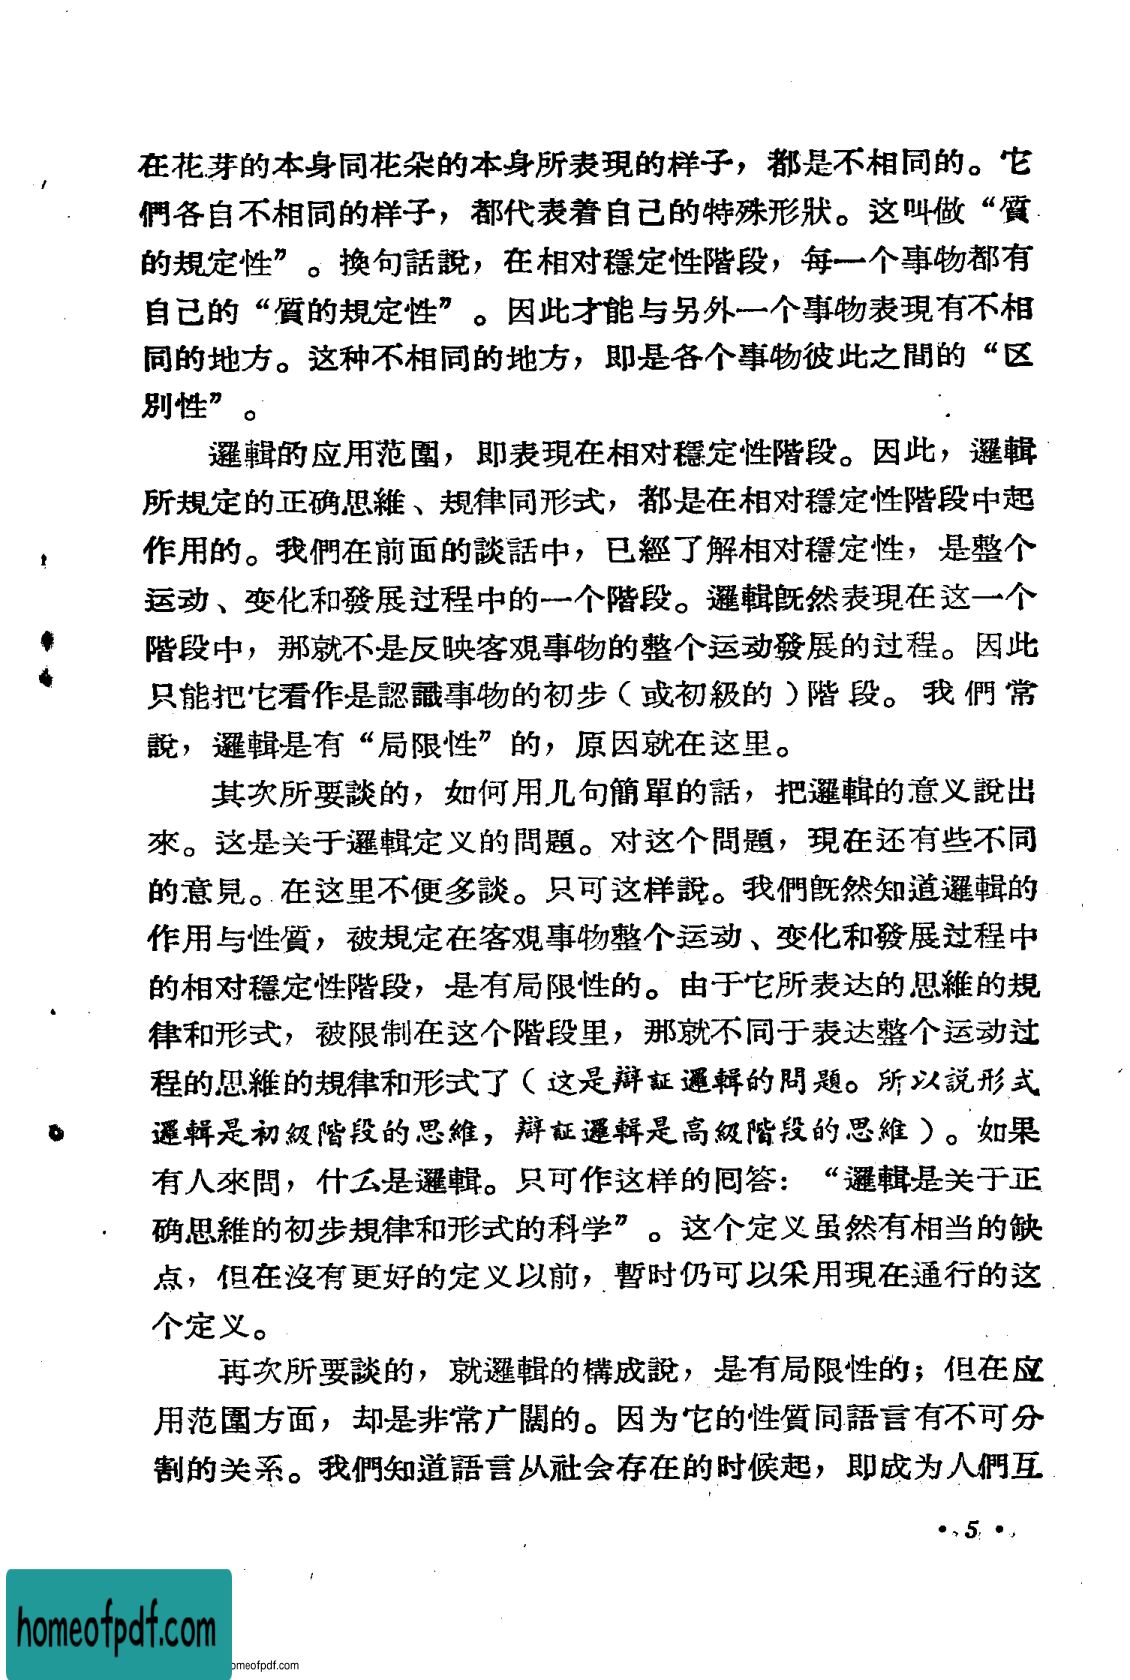 在花芽的本身同花朵的本身所表現的样子，都是不相同的。它
們各自不相同的样子，都代表着自己的特殊形狀。这叫做“質
的規定性”。換句話說，在相对穩定性階段，每一个事物都有
自己的“質的規定性”。因此才能与另外一个事物表現有不相
同的地方。这种不相同的地方，即是各个事物彼此之間的“区
別性”。
邏輯的应用范圍，即表現在相对穩定性階段。因此，邏輯
所規定的正确思維、規律同形式，都是在相对穩定性階段中起
作用的。我們在前面的談話中，已經了解相对穩定性，是整个
运动、变化和發展过程中的一个階段。邏輯旣然表現在这一个
階段中，那就不是反映客观事物的整个运动發展的过程。因此
只能把它看作是認識事物的初步（或初級的）階段。我們常
說，邏輯是有“局限性”的，原因就在这里。
其次所要談的，如何用几句簡單的話，把邏輯的意义說出
來。这是关于邏輯定义的問題。对这个問題，現在还有些不同
的意見。在这里不便多談。只可这样說。我們旣然知道邏輯的
作用与性質，被規定在客观事物整个运动、变化和發展过程中
的相对穩定性階段，是有局限性的。由于它所表达的思維的規
律和形式，被限制在这个階段里，那就不同于表达整个运动过
程的思維的規律和形式了（这是辯証邏輯的問題。所以説形式
邏輯是初級階段的思維，辯証邏輯是高級階段的思維）。如果
有人來問，什么是邏輯。只可作这样的回答：“邏輯是关于正
确思維的初步規律和形式的科学”。这个定义虽然有相当的缺
点，但在沒有更好的定义以前，暫时仍可以采用現在通行的这
个定义。
再次所要談的，就邏輯的構成說，是有局限性的；但在应
用范圍方面，却是非常广闊的。因为它的性質同語言有不可分
割的关系。我們知道語言从社会存在的时候起，即成为人們互
• 5 •
homeofpdf.com
omeofpdf.com